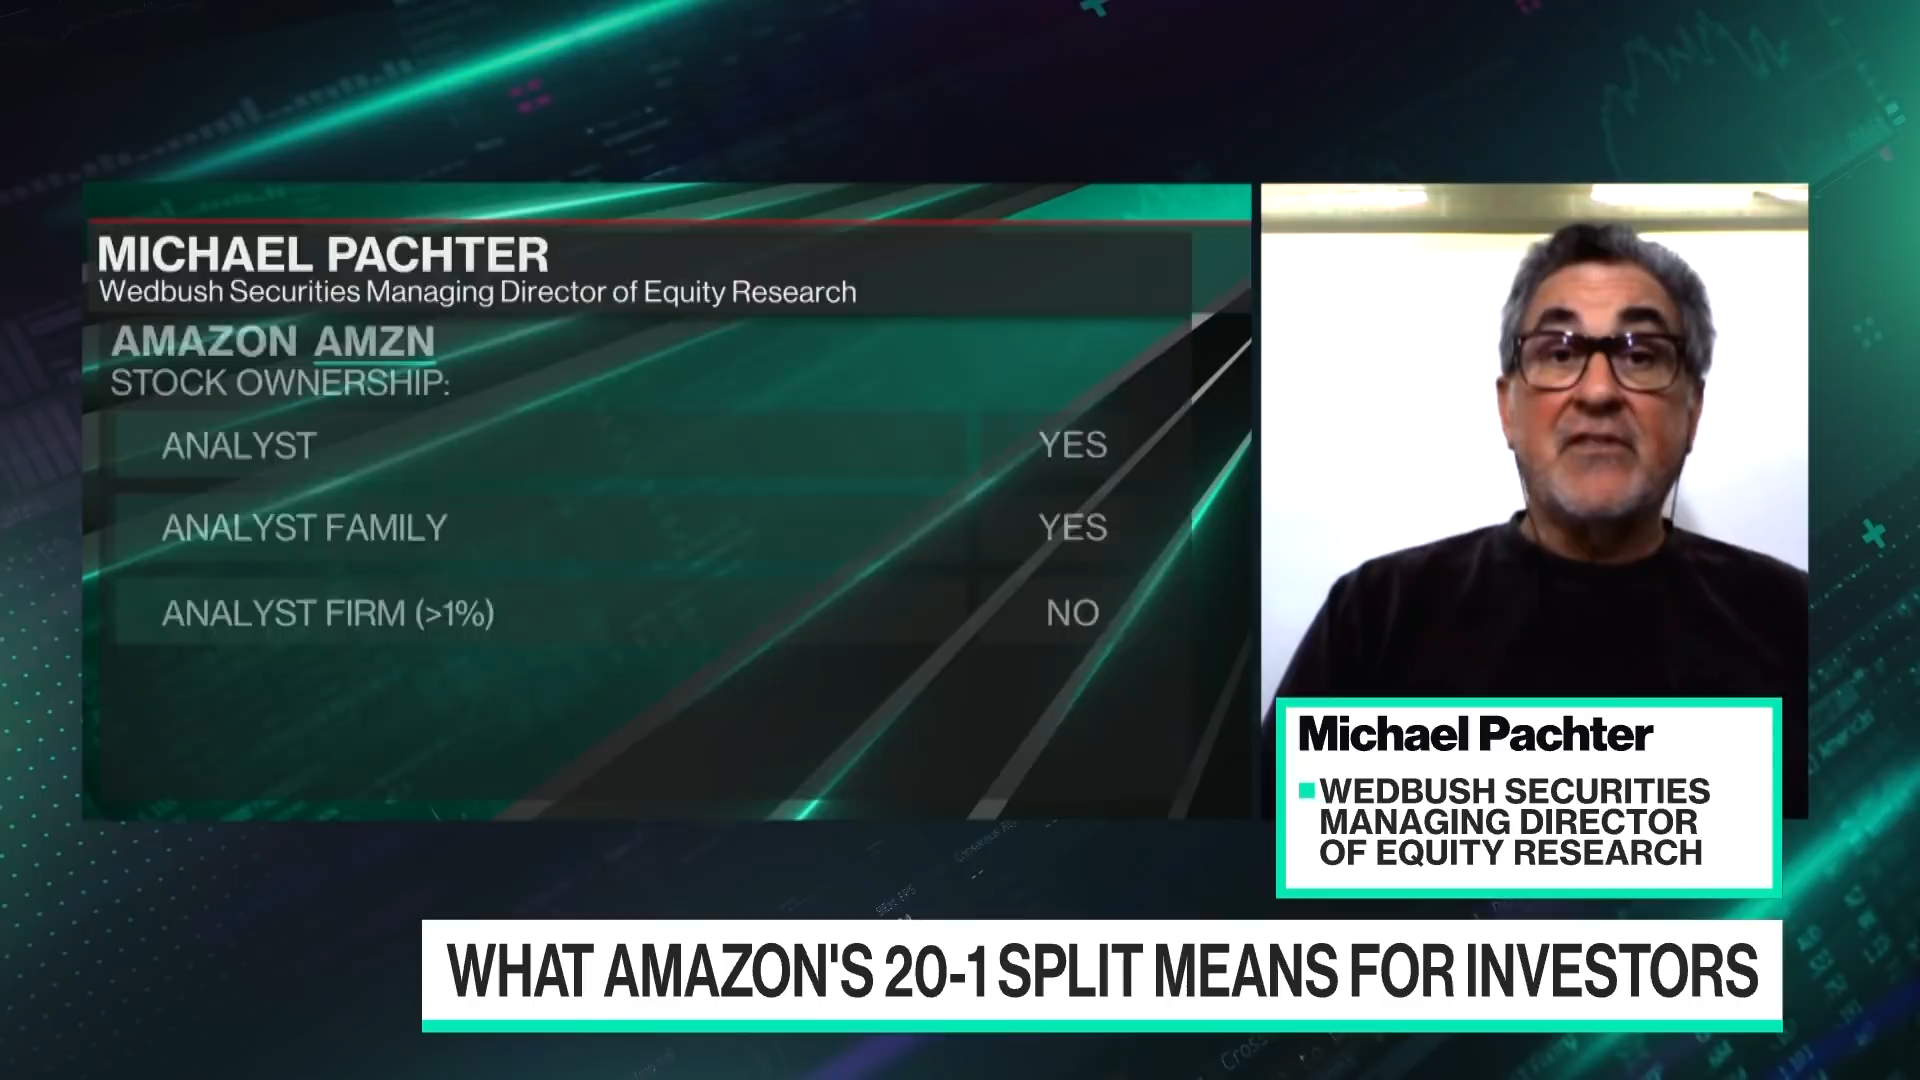 MICHAEL PACHTER
Wedbush Securities Managing Director of Equity Research
AMAZON AMZN
STOCK OWNERSHIP:
ANALYST YES
ANALYST FAMILY YES
ANALYST FIRM (>1%) NO
Michael Pachter
WEDBUSH SECURITIES
MANAGING DIRECTOR
OF EQUITY RESEARCH
WHAT AMAZON'S 20-1 SPLIT MEANS FOR INVESTORS